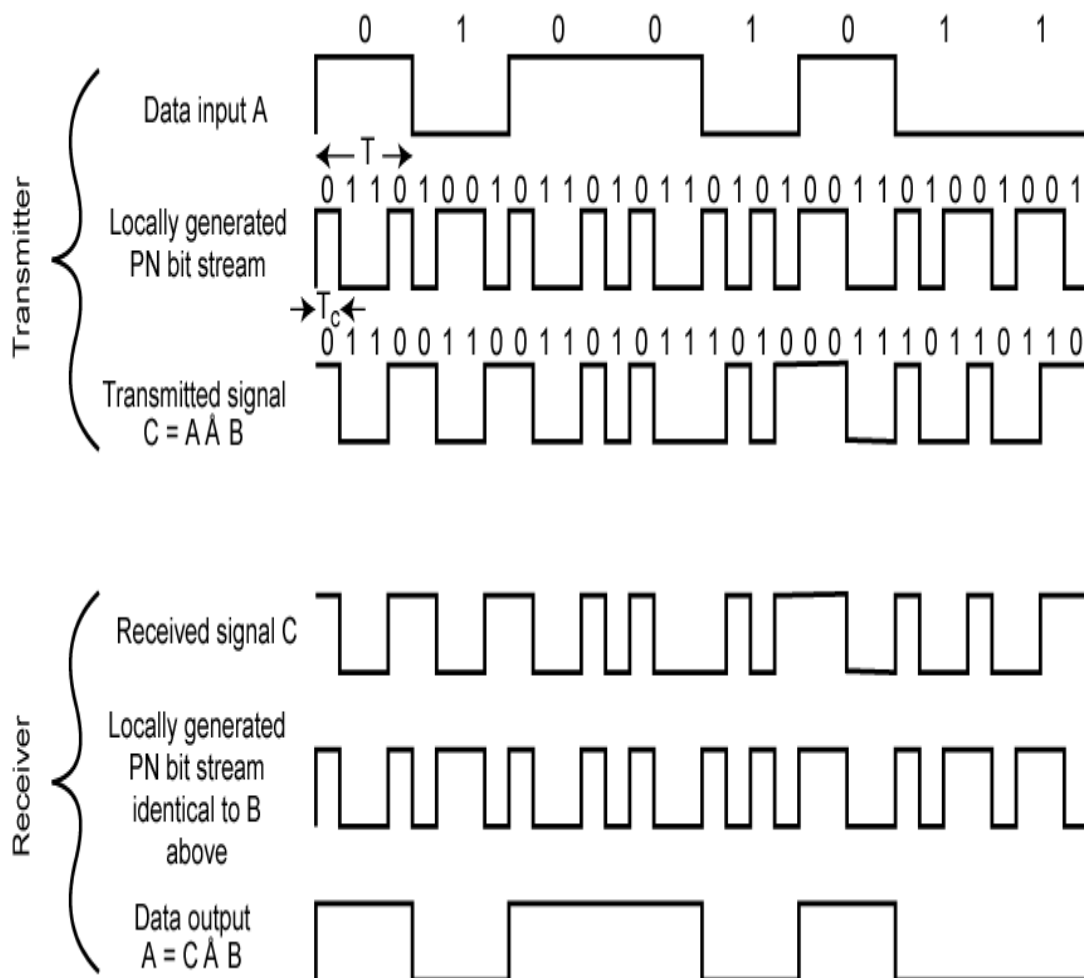 0 1 0 0 1 0 1 1
Data input A
T
0 1 1 0 1 0 0 1 0 1 1 0 1 0 1 1 0 1 0 1 0 0 1 1 0 1 0 0 1 0 0 1
Locally generated
PN bit stream
Tc
0 1 1 0 0 1 1 0 0 1 1 0 1 0 1 1 1 0 1 0 0 0 1 1 1 0 1 1 0 1 1 0
Transmitted signal
C = A Å B
Transmitter
Received signal C
Locally generated
PN bit stream
identical to B
above
Data output
A = C Å B
Receiver